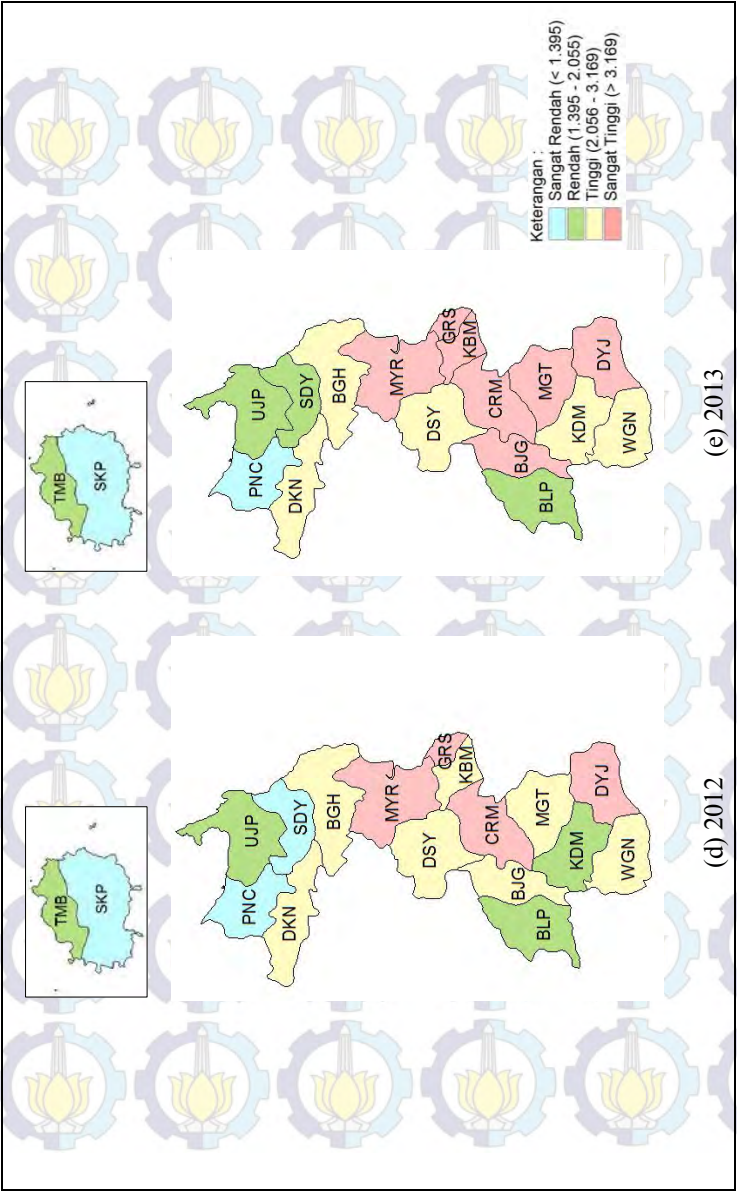 TMB
SKP
PNC
UJP
DKN
SDY
BGH
MYR
DSY
GRS
KBM
CRM
BJG
MGT
BLP
KDM
DYJ
WGN
(d) 2012
TMB
SKP
PNC
UJP
DKN
SDY
BGH
MYR
DSY
GRS
KBM
CRM
BJG
MGT
BLP
KDM
DYJ
WGN
(e) 2013
Keterangan :
Sangat Rendah (< 1.395)
Rendah (1.395 - 2.055)
Tinggi (2.056 - 3.169)
Sangat Tinggi (> 3.169)